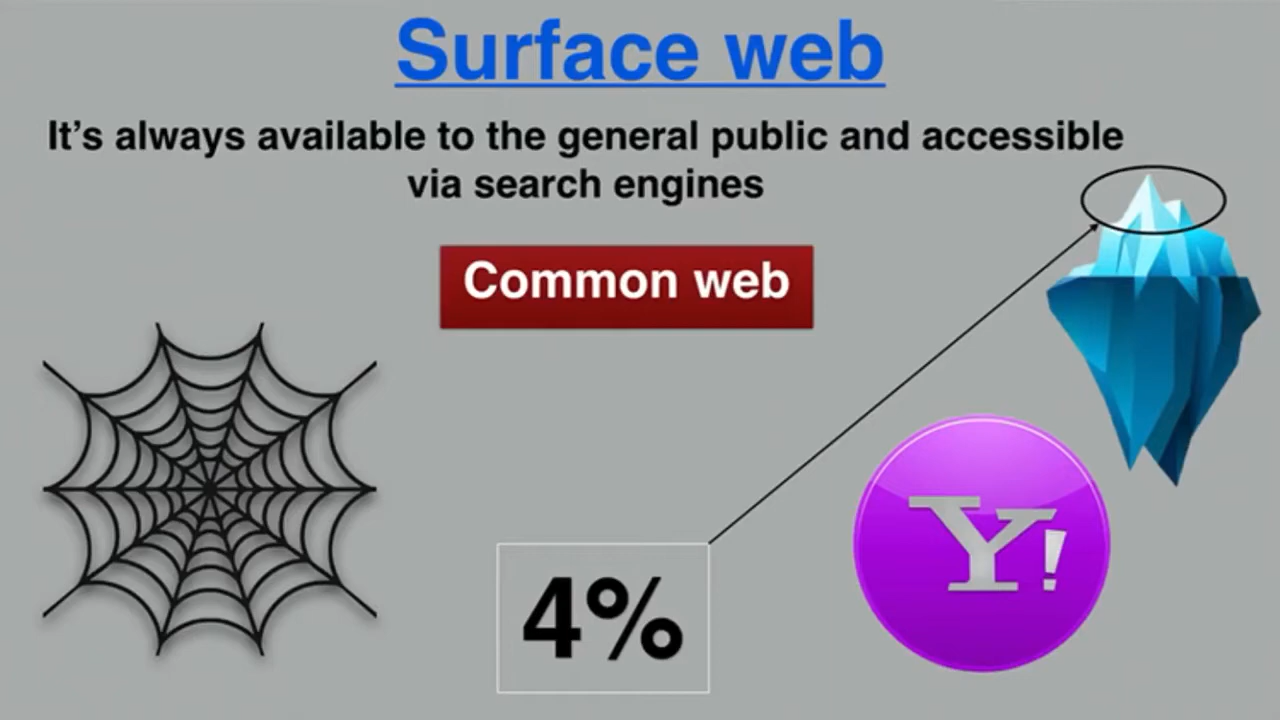 Surface web
It's always available to the general public and accessible
via search engines
Common web
4%
Y!